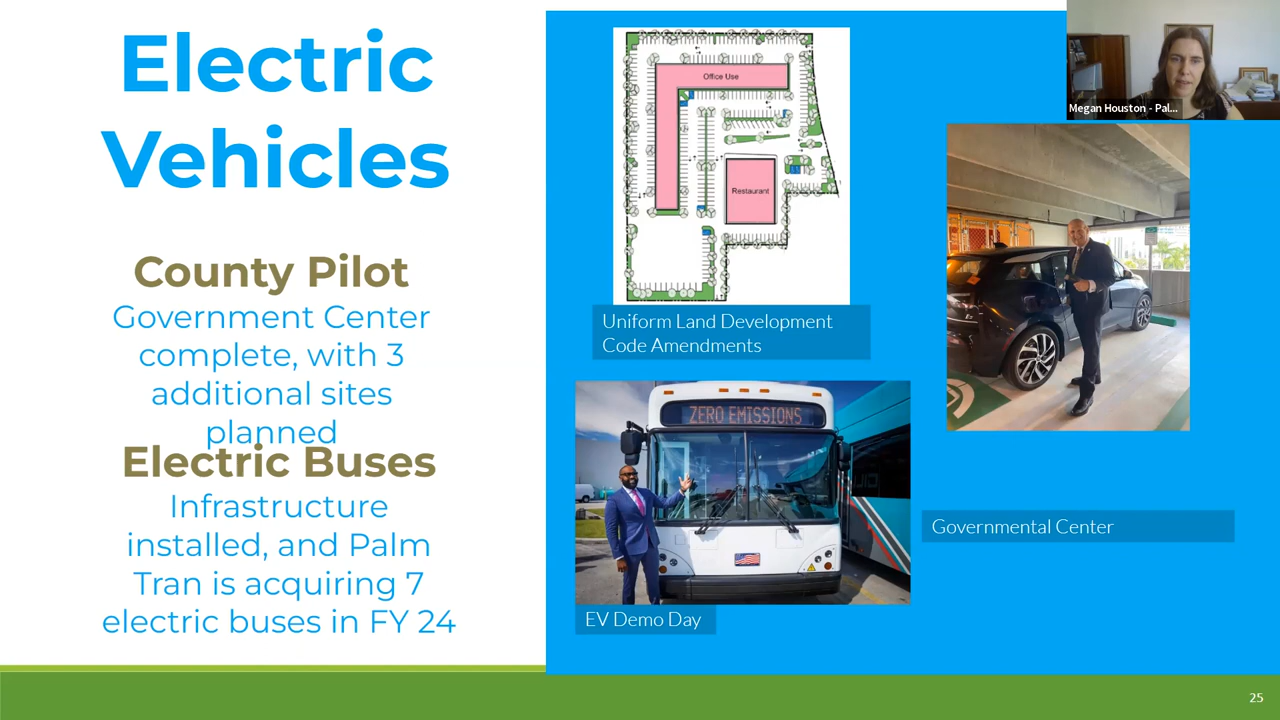 Electric
Vehicles
County Pilot
Government Center
complete, with 3
additional sites
planned
Electric Buses
Infrastructure
installed, and Palm
Tran is acquiring 7
electric buses in FY 24
Office Use
Restaurant
Uniform Land Development
Code Amendments
ZERO EMISSIONS
EV Demo Day
Megan Houston - Pal...
Governmental Center
25